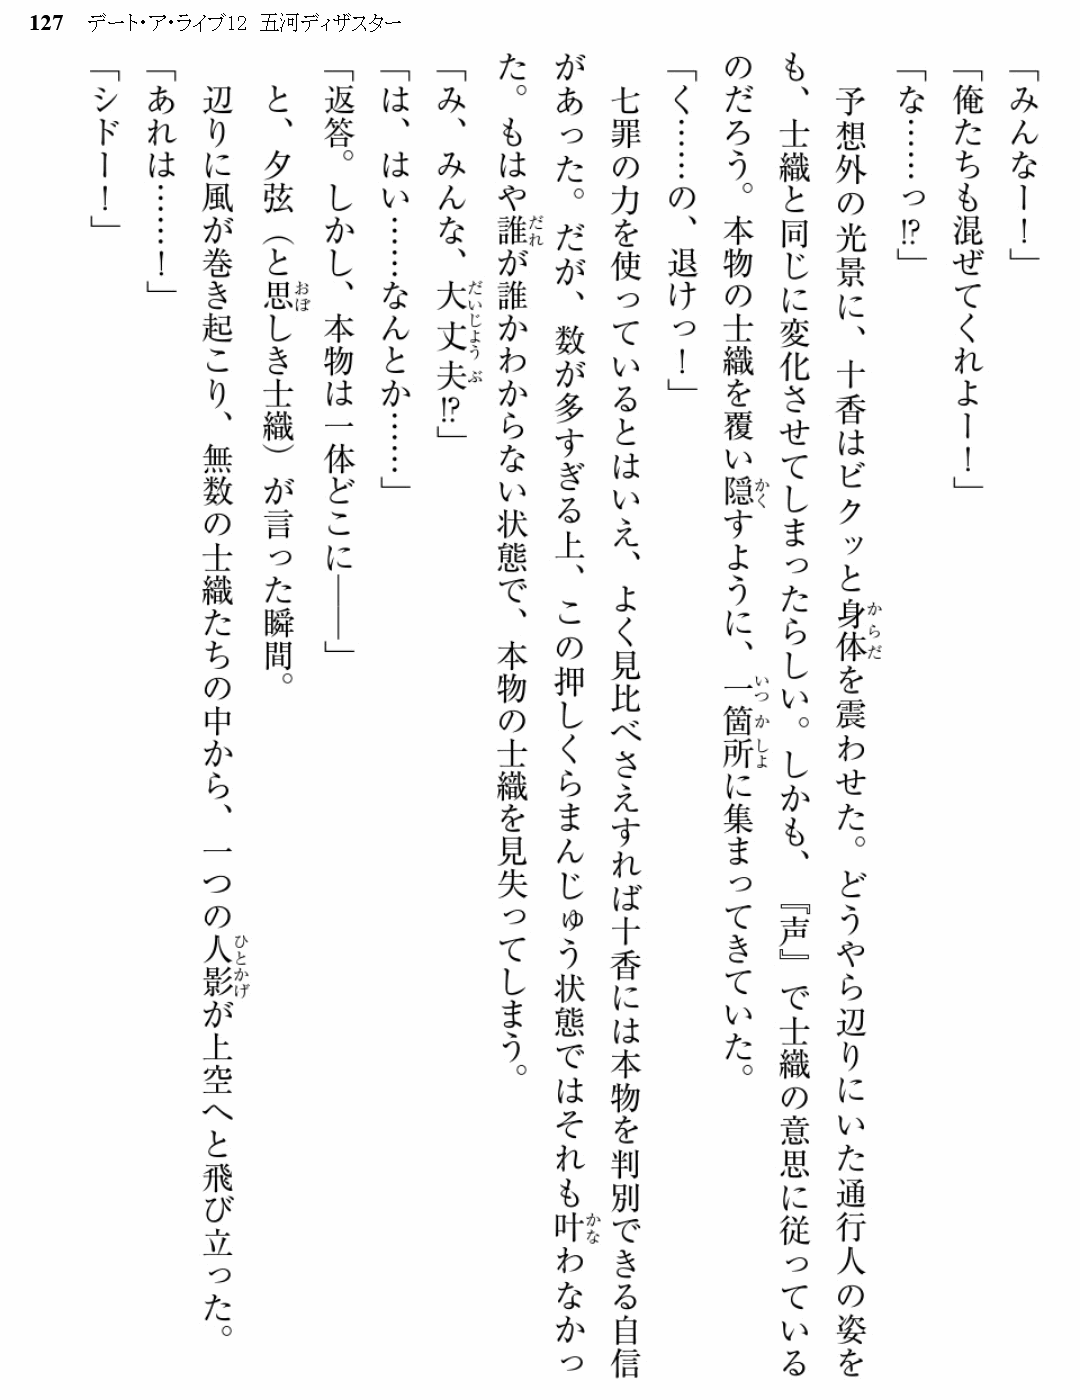 127 デート・ア・ライブ12 五河ディザスター
「みんなー！」
「俺たちも混ぜてくれよー！」
「な……っ!?」
　予想外の光景に、十香はビクッと身体を震わせた。どうやら辺りにいた通行人の姿を
も、士織と同じに変化させてしまったらしい。しかも、『声』で士織の意思に従っている
のだろう。本物の士織を覆い隠すように、一箇所に集まってきていた。
「く……の、退けっ！」
　七罪の力を使っているとはいえ、よく見比べさえすれば十香には本物を判別できる自信
があった。だが、数が多すぎる上、この押しくらまんじゅう状態ではそれも叶わなかっ
た。もはや誰が誰かわからない状態で、本物の士織を見失ってしまう。
「み、みんな、大丈夫!?」
「は、はい……なんとか……」
「返答。しかし、本物は一体どこに――」
　と、夕弦（と思しき士織）が言った瞬間。
　辺りに風が巻き起こり、無数の士織たちの中から、一つの人影が上空へと飛び立った。
「あれは……！」
「シドー！」